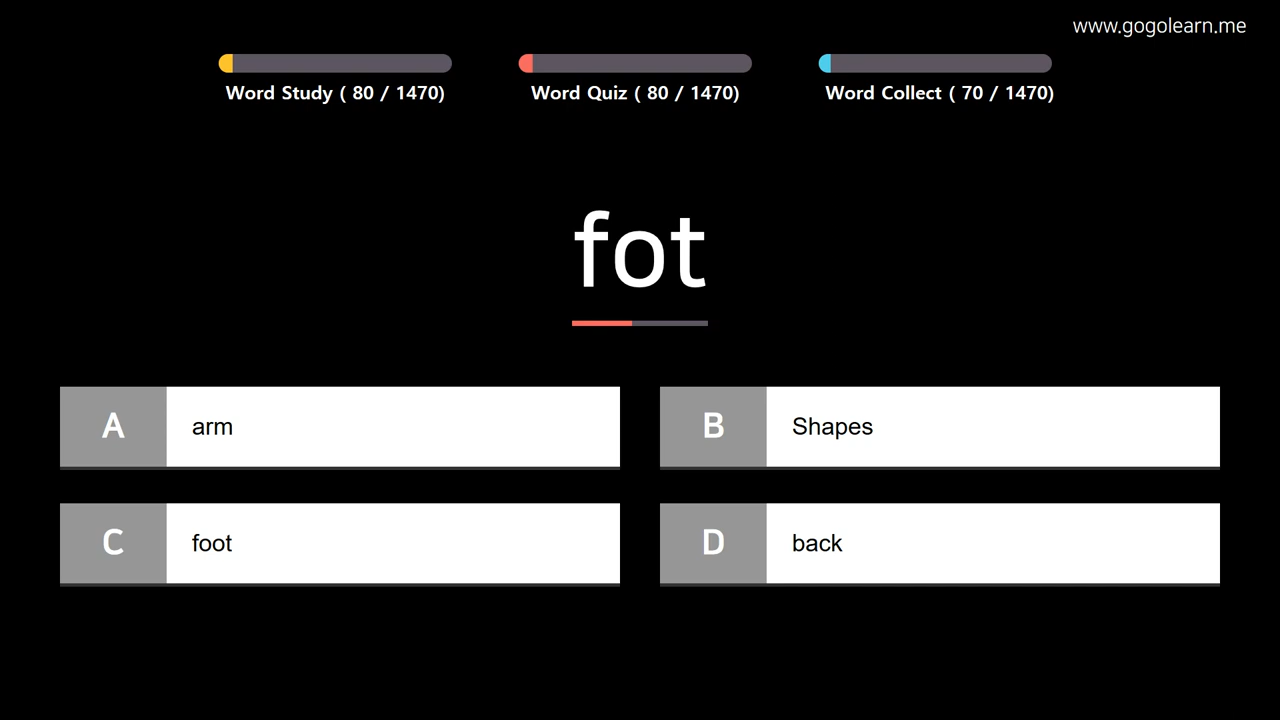 www.gogolearn.me
Word Study ( 80 / 1470)
Word Quiz ( 80 / 1470)
Word Collect ( 70 / 1470)
fot
A arm
B Shapes
C foot
D back